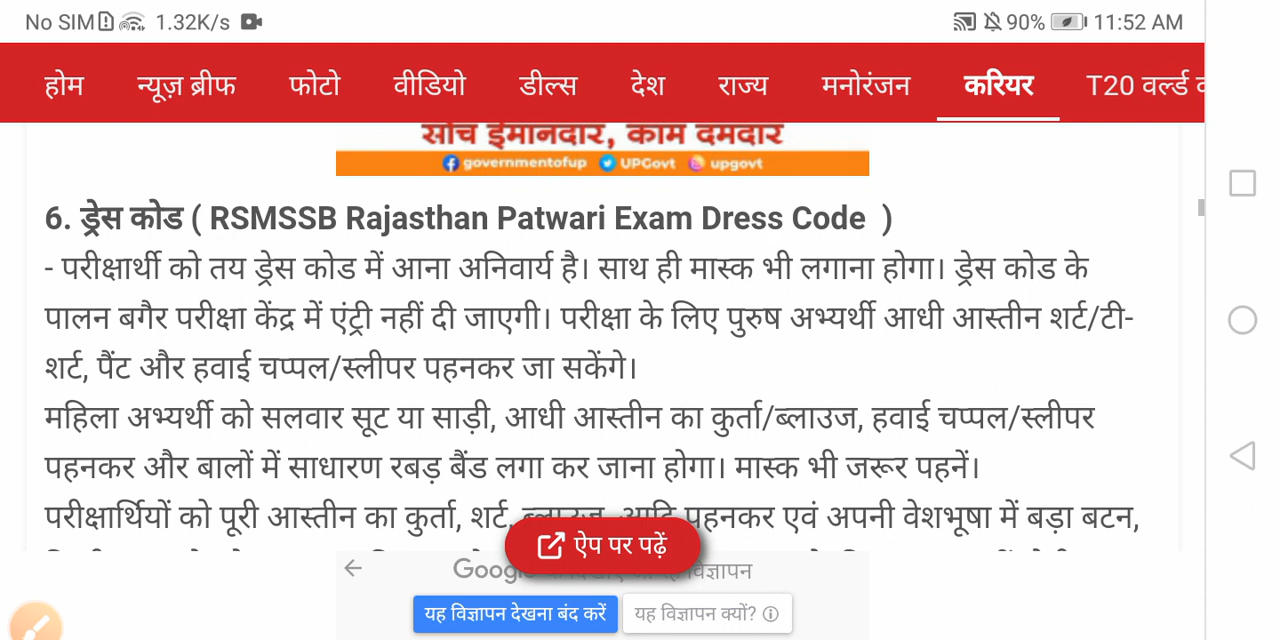 No SIM 1.32K/s 90% 11:52 AM
होम न्यूज़ ब्रीफ फोटो वीडियो डील्स देश राज्य मनोरंजन करियर T20 वर्ल्ड
सोच ईमानदार, काम दमदार
governmentofup UPGovt upgovt
6. ड्रेस कोड ( RSMSSB Rajasthan Patwari Exam Dress Code )
- परीक्षार्थी को तय ड्रेस कोड में आना अनिवार्य है। साथ ही मास्क भी लगाना होगा। ड्रेस कोड के
पालन बगैर परीक्षा केंद्र में एंट्री नहीं दी जाएगी। परीक्षा के लिए पुरुष अभ्यर्थी आधी आस्तीन शर्ट/टी-
शर्ट, पैंट और हवाई चप्पल/स्लीपर पहनकर जा सकेंगे।
महिला अभ्यर्थी को सलवार सूट या साड़ी, आधी आस्तीन का कुर्ता/ब्लाउज, हवाई चप्पल/स्लीपर
पहनकर और बालों में साधारण रबड़ बैंड लगा कर जाना होगा। मास्क भी जरूर पहनें।
परीक्षार्थियों को पूरी आस्तीन का कुर्ता, शर्ट, ब्लाउज, आदि पहनकर एवं अपनी वेशभूषा में बड़ा बटन,
ऐप पर पढ़ें
Google विज्ञापन
यह विज्ञापन देखना बंद करें यह विज्ञापन क्यों?